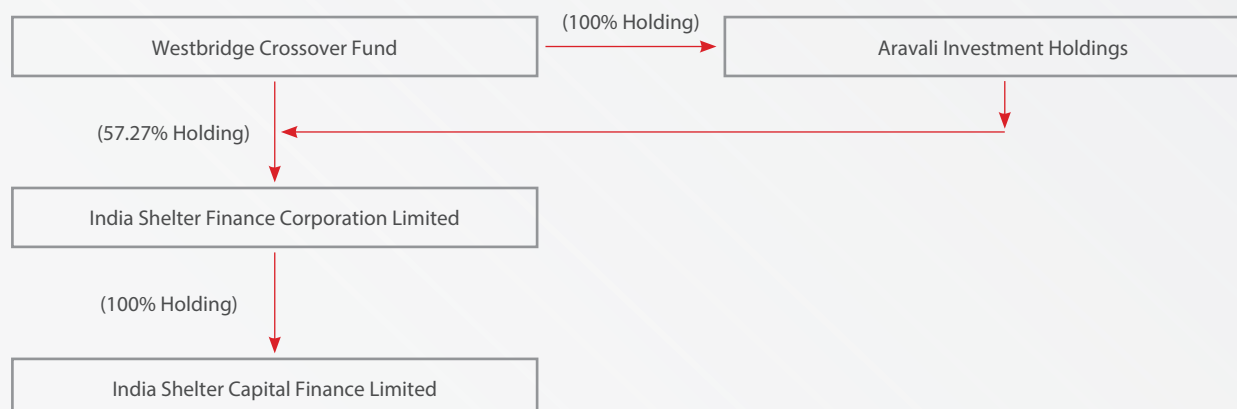 Westbridge Crossover Fund
(100% Holding)
Aravali Investment Holdings
(57.27% Holding)
India Shelter Finance Corporation Limited
(100% Holding)
India Shelter Capital Finance Limited